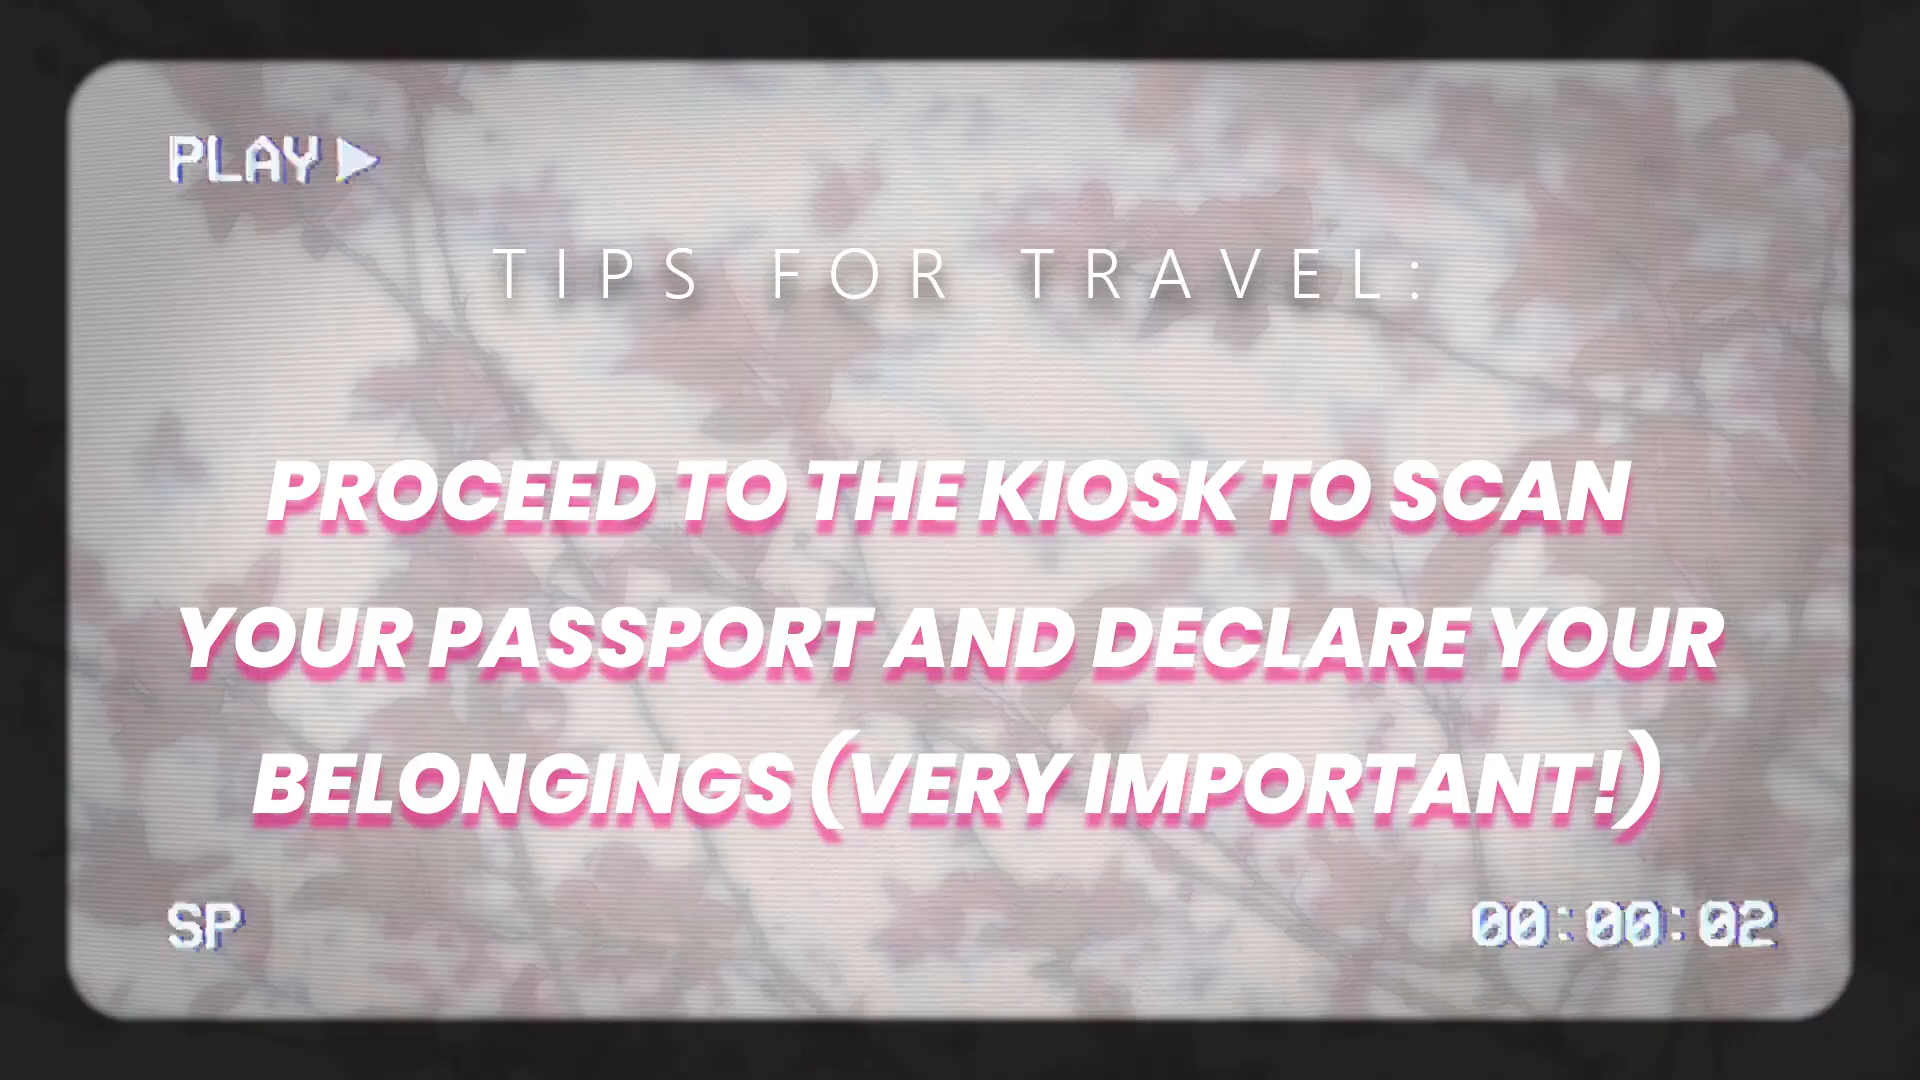 PLAY
TIPS FOR TRAVEL:
PROCEED TO THE KIOSK TO SCAN
YOUR PASSPORT AND DECLARE YOUR
BELONGINGS (VERY IMPORTANT!)
SP
00:00:02